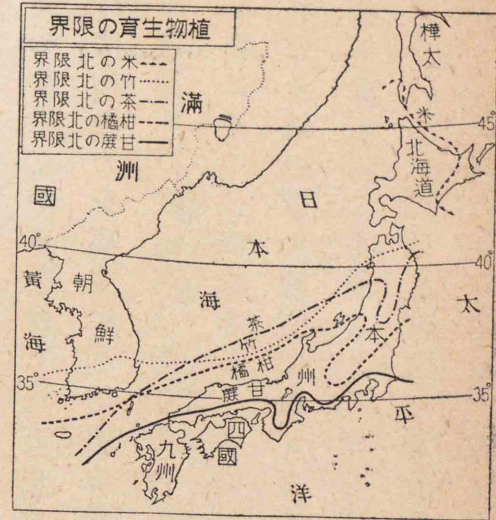 植物生育の限界
米の北限界
竹の北限界
茶の北限界
柑橘の北限界
甘蔗の北限界
樺太
米
45°
北海道
滿洲國
日本海
40°
40°
黃海
朝鮮
太平洋
茶
竹
柑橘
甘蔗
本州
35°
35°
四國
九州